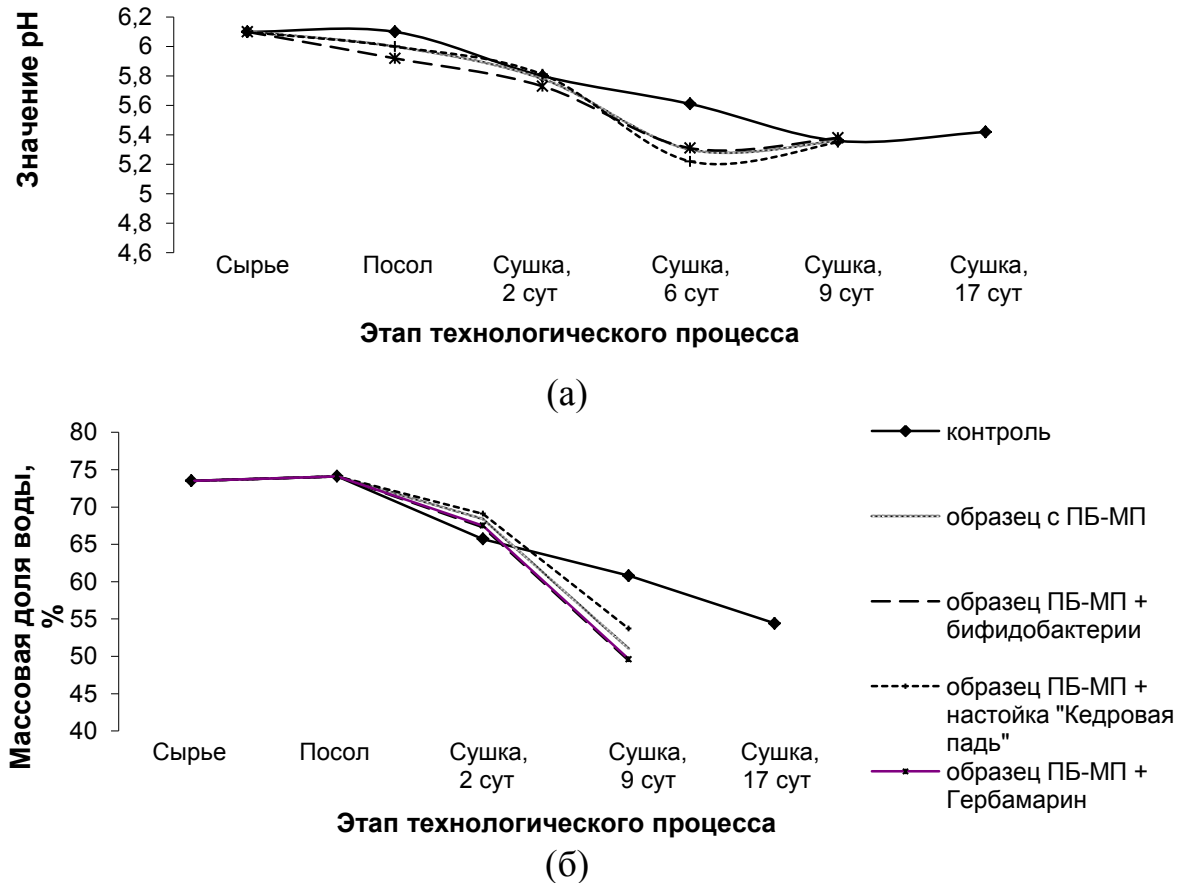 Значение pH
6,2
6
5,8
5,6
5,4
5,2
5
4,8
4,6
Сырье
Посол
Сушка,
2 сут
Сушка,
6 сут
Сушка,
9 сут
Сушка,
17 сут
Этап технологического процесса
(а)
Массовая доля воды,
%
80
75
70
65
60
55
50
45
40
Сырье
Посол
Сушка,
2 сут
Сушка,
9 сут
Сушка,
17 сут
Этап технологического процесса
контроль
образец с ПБ-МП
образец ПБ-МП +
бифидобактерии
образец ПБ-МП +
настойка "Кедровая
падь"
образец ПБ-МП +
Гербамарин
(б)